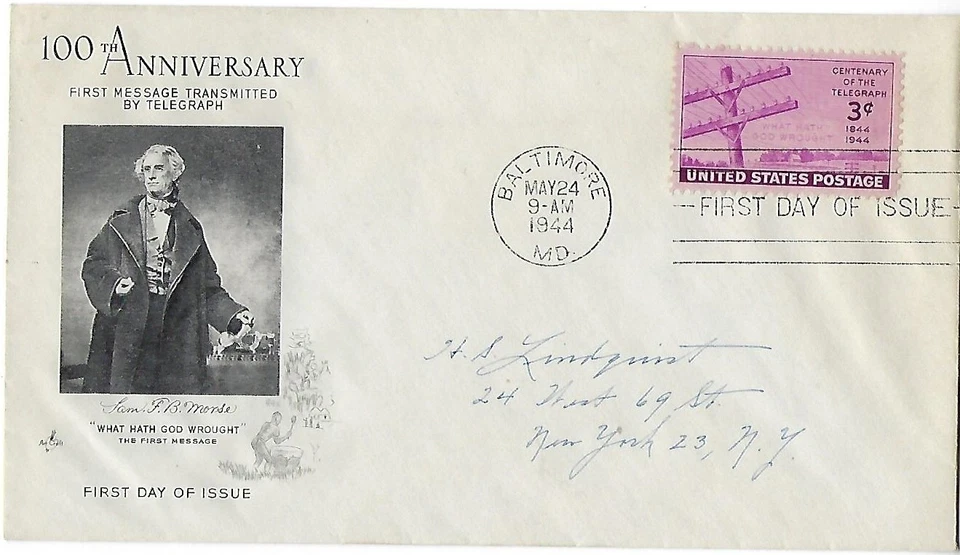 100TH ANNIVERSARY
FIRST MESSAGE TRANSMITTED
BY TELEGRAPH
Sam. F. B. Morse
"WHAT HATH GOD WROUGHT"
THE FIRST MESSAGE
FIRST DAY OF ISSUE
BALTIMORE
MAY 24
9-AM
1944
MD.
CENTENARY
OF THE
TELEGRAPH
3¢
1844
1944
WHAT HATH
GOD WROUGHT
UNITED STATES POSTAGE
FIRST DAY OF ISSUE
H. S. Lindquist
24 West 69 St.
New York 23, N. Y.